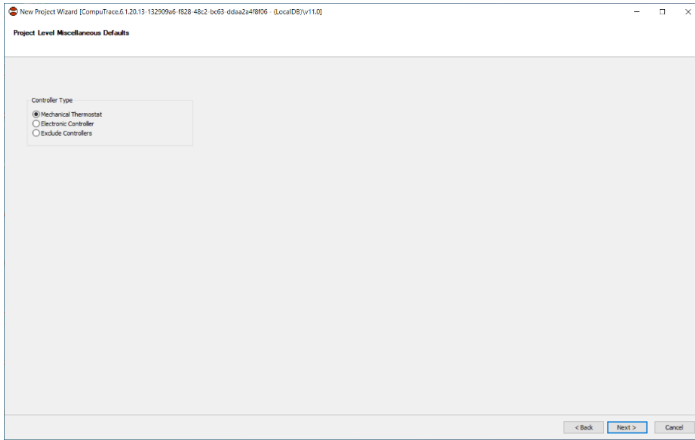 New Project Wizard [CompuTrace.6.1.20.13-132909a6-f828-48c2-bc63-ddaa2a4f8f06 - (LocalDB)\v11.0]
Project Level Miscellaneous Defaults
Controller Type
Mechanical Thermostat
Electronic Controller
Exclude Controllers
< Back Next > Cancel